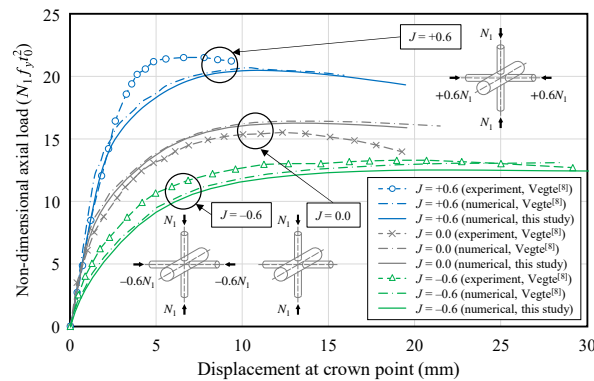 25
20
15
10
5
0
0
5
10
15
20
25
30
Non-dimensional axial load (N₁f_yt₀²)
Displacement at crown point (mm)
J = +0.6
J = –0.6
J = 0.0
N₁
+0.6N₁
+0.6N₁
N₁
N₁
–0.6N₁
–0.6N₁
N₁
J = +0.6 (experiment, Vegte[8])
J = +0.6 (numerical, Vegte[8])
J = +0.6 (numerical, this study)
J = 0.0 (experiment, Vegte[8])
J = 0.0 (numerical, Vegte[8])
J = 0.0 (numerical, this study)
J = –0.6 (experiment, Vegte[8])
J = –0.6 (numerical, Vegte[8])
J = –0.6 (numerical, this study)